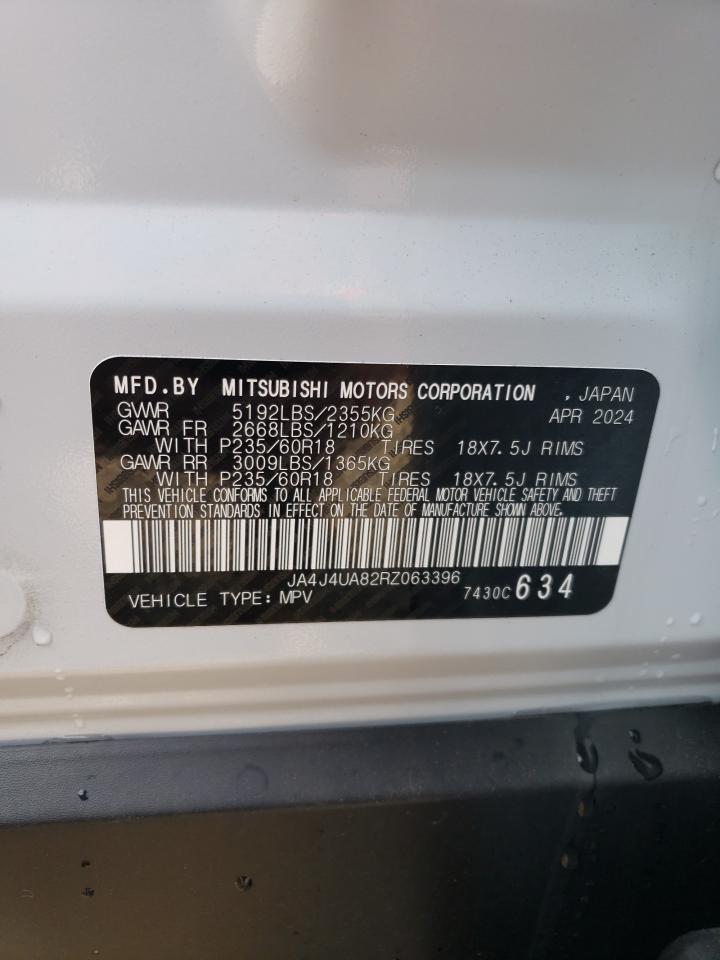 MFD.BY MITSUBISHI MOTORS CORPORATION , JAPAN
GVWR 5192LBS/2355KG APR 2024
GAWR FR 2668LBS/1210KG
WITH P235/60R18 TIRES 18X7.5J RIMS
GAWR RR 3009LBS/1365KG
WITH P235/60R18 TIRES 18X7.5J RIMS
THIS VEHICLE CONFORMS TO ALL APPLICABLE FEDERAL MOTOR VEHICLE SAFETY AND THEFT
PREVENTION STANDARDS IN EFFECT ON THE DATE OF MANUFACTURE SHOWN ABOVE.
JA4J4UA82RZ063396
VEHICLE TYPE: MPV 7430C 634